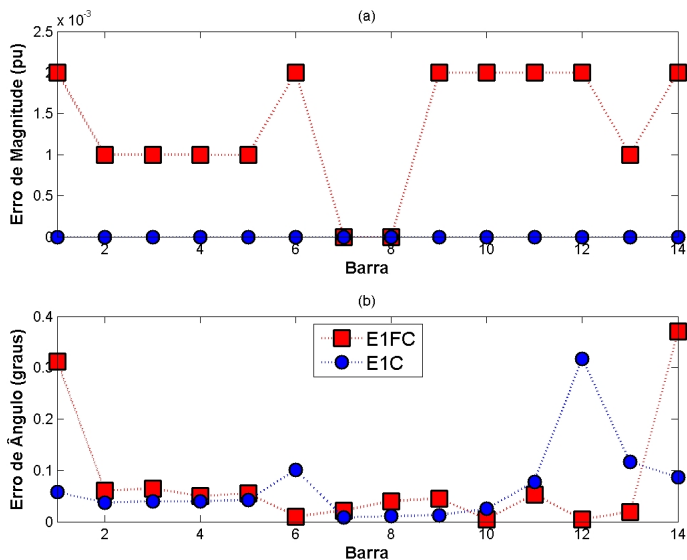 (a)
x 10⁻³
2.5
2
1.5
1
0.5
0
Erro de Magnitude (pu)
2 4 6 8 10 12 14
Barra
(b)
0.4
0.3
0.2
0.1
0
Erro de Ângulo (graus)
E1FC
E1C
2 4 6 8 10 12 14
Barra